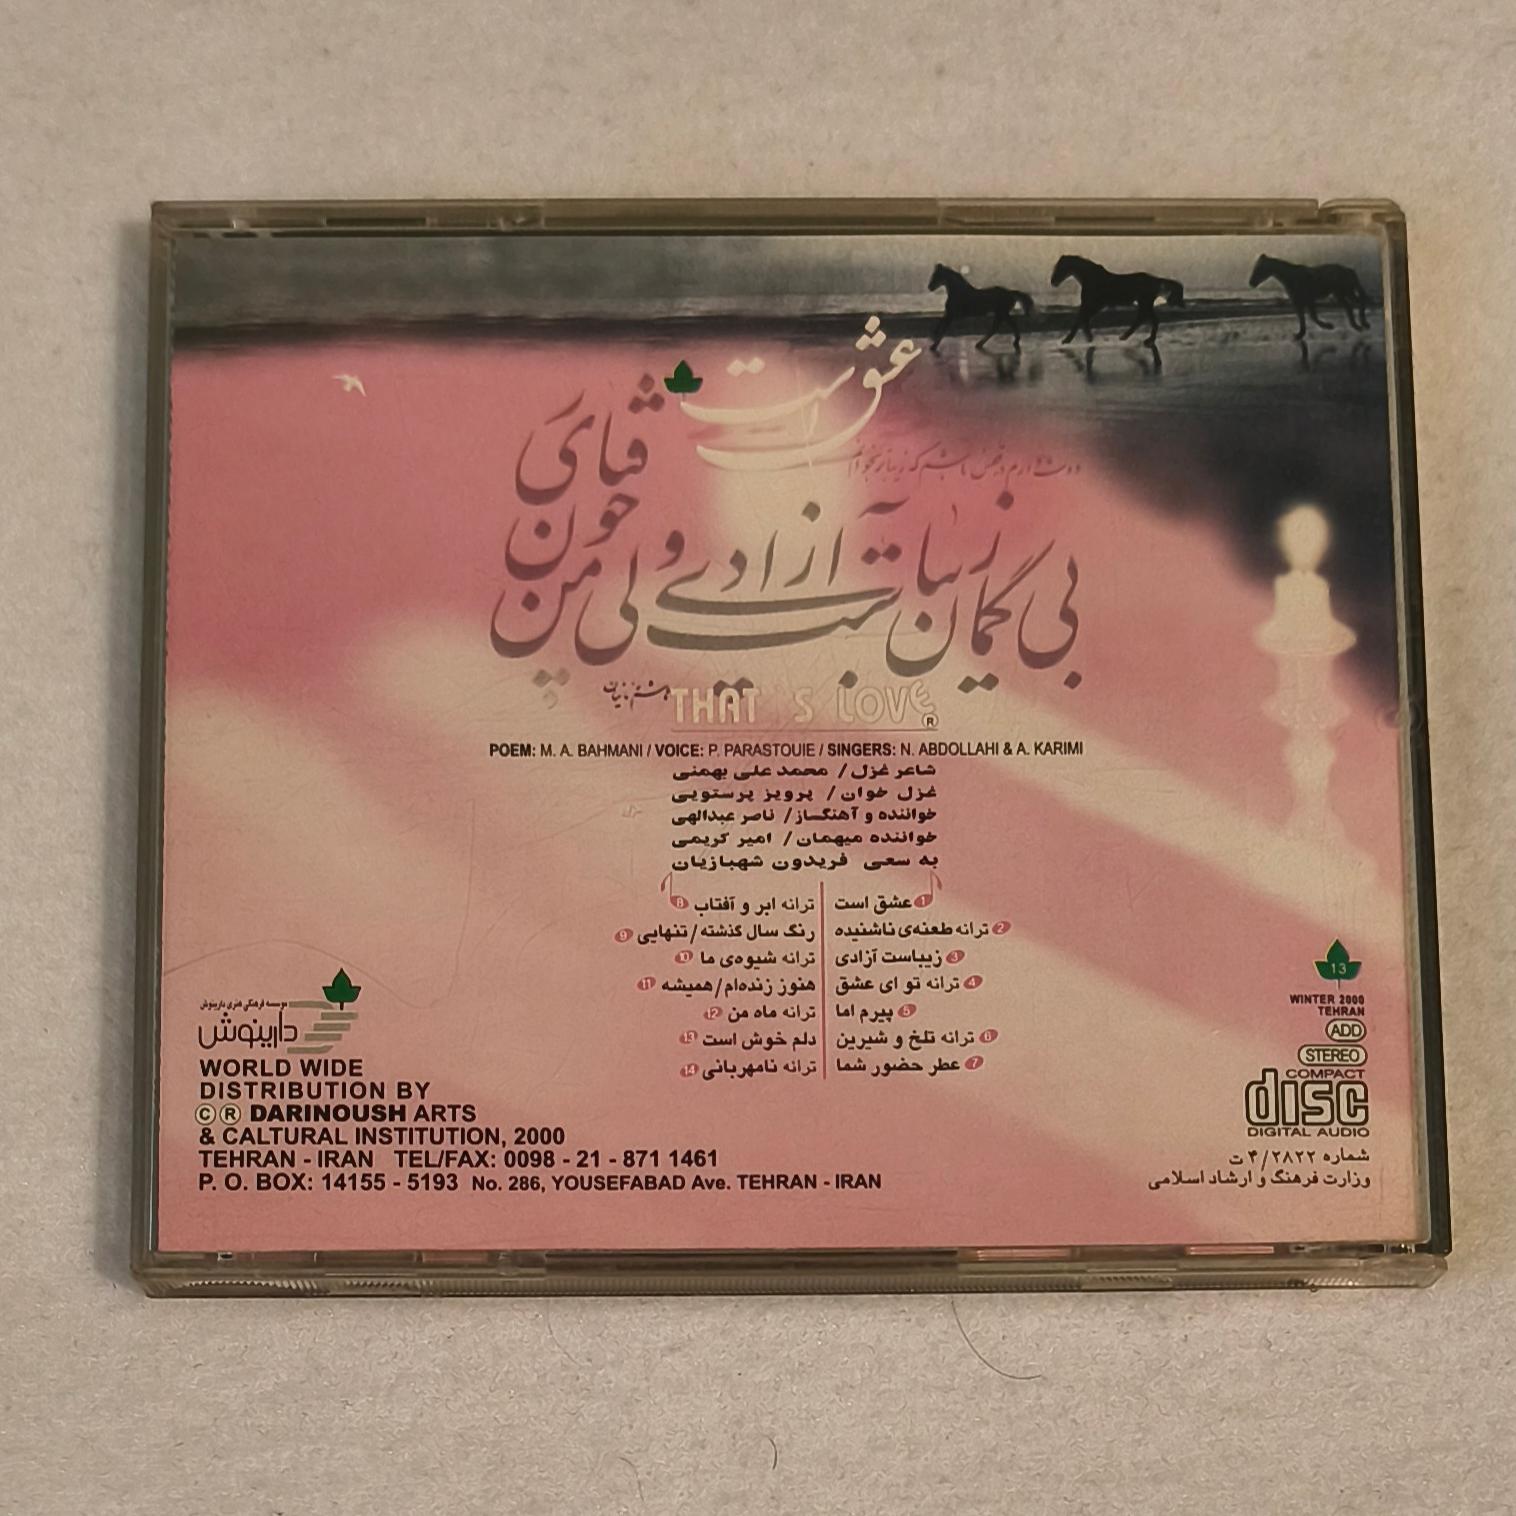 عشق است
بی گمان زیباست آزادی ولی من
چون
THAT'S LOVE
®
POEM: M. A. BAHMANI / VOICE: P. PARASTOUIE / SINGERS: N. ABDOLLAHI & A. KARIMI
شاعر غزل / محمد علی بهمنی
غزل خوان / پرویز پرستویی
خواننده و آهنگساز / ناصر عبدالهی
خواننده میهمان / امیر کریمی
به سعی فریدون شهبازیان
1 عشق است
2 ترانه طعنه‌ی ناشنیده
3 زیباست آزادی
4 ترانه تو ای عشق
5 پیرم اما
6 ترانه تلخ و شیرین
7 عطر حضور شما
8 ترانه ابر و آفتاب
9 رنگ سال گذشته / تنهایی
10 ترانه شیوه‌ی ما
11 هنوز زنده‌ام / همیشه
12 ترانه ماه من
13 دلم خوش است
14 ترانه نامهربانی
موسسه فرهنگی هنری دارینوش
دارینوش
WORLD WIDE
DISTRIBUTION BY
© ® DARINOUSH ARTS
& CALTURAL INSTITUTION, 2000
TEHRAN - IRAN TEL/FAX: 0098 - 21 - 871 1461
P. O. BOX: 14155 - 5193 No. 286, YOUSEFABAD Ave. TEHRAN - IRAN
13
WINTER 2000
TEHRAN
ADD
STEREO
COMPACT
disc
DIGITAL AUDIO
شماره ۴/۲۸۲۲ ت
وزارت فرهنگ و ارشاد اسلامی